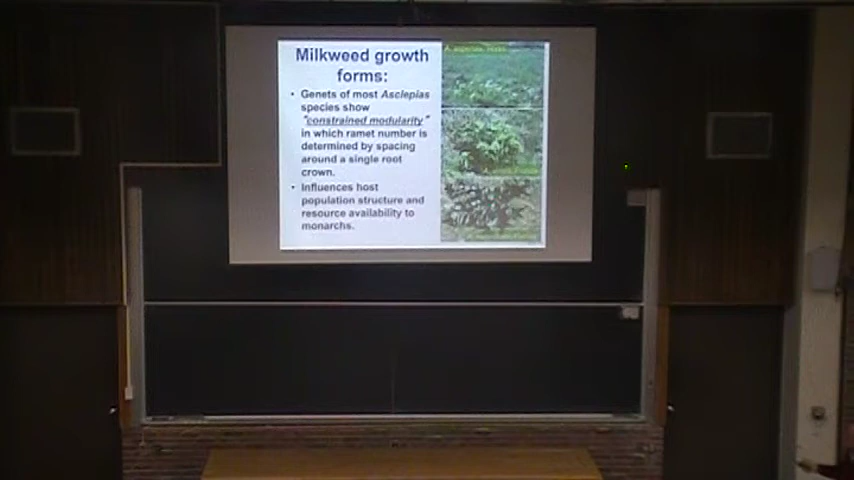 Milkweed growth
forms:
• Genets of most Asclepias
species show
"constrained modularity"
in which ramet number is
determined by spacing
around a single root
crown.
• Influences host
population structure and
resource availability to
monarchs.